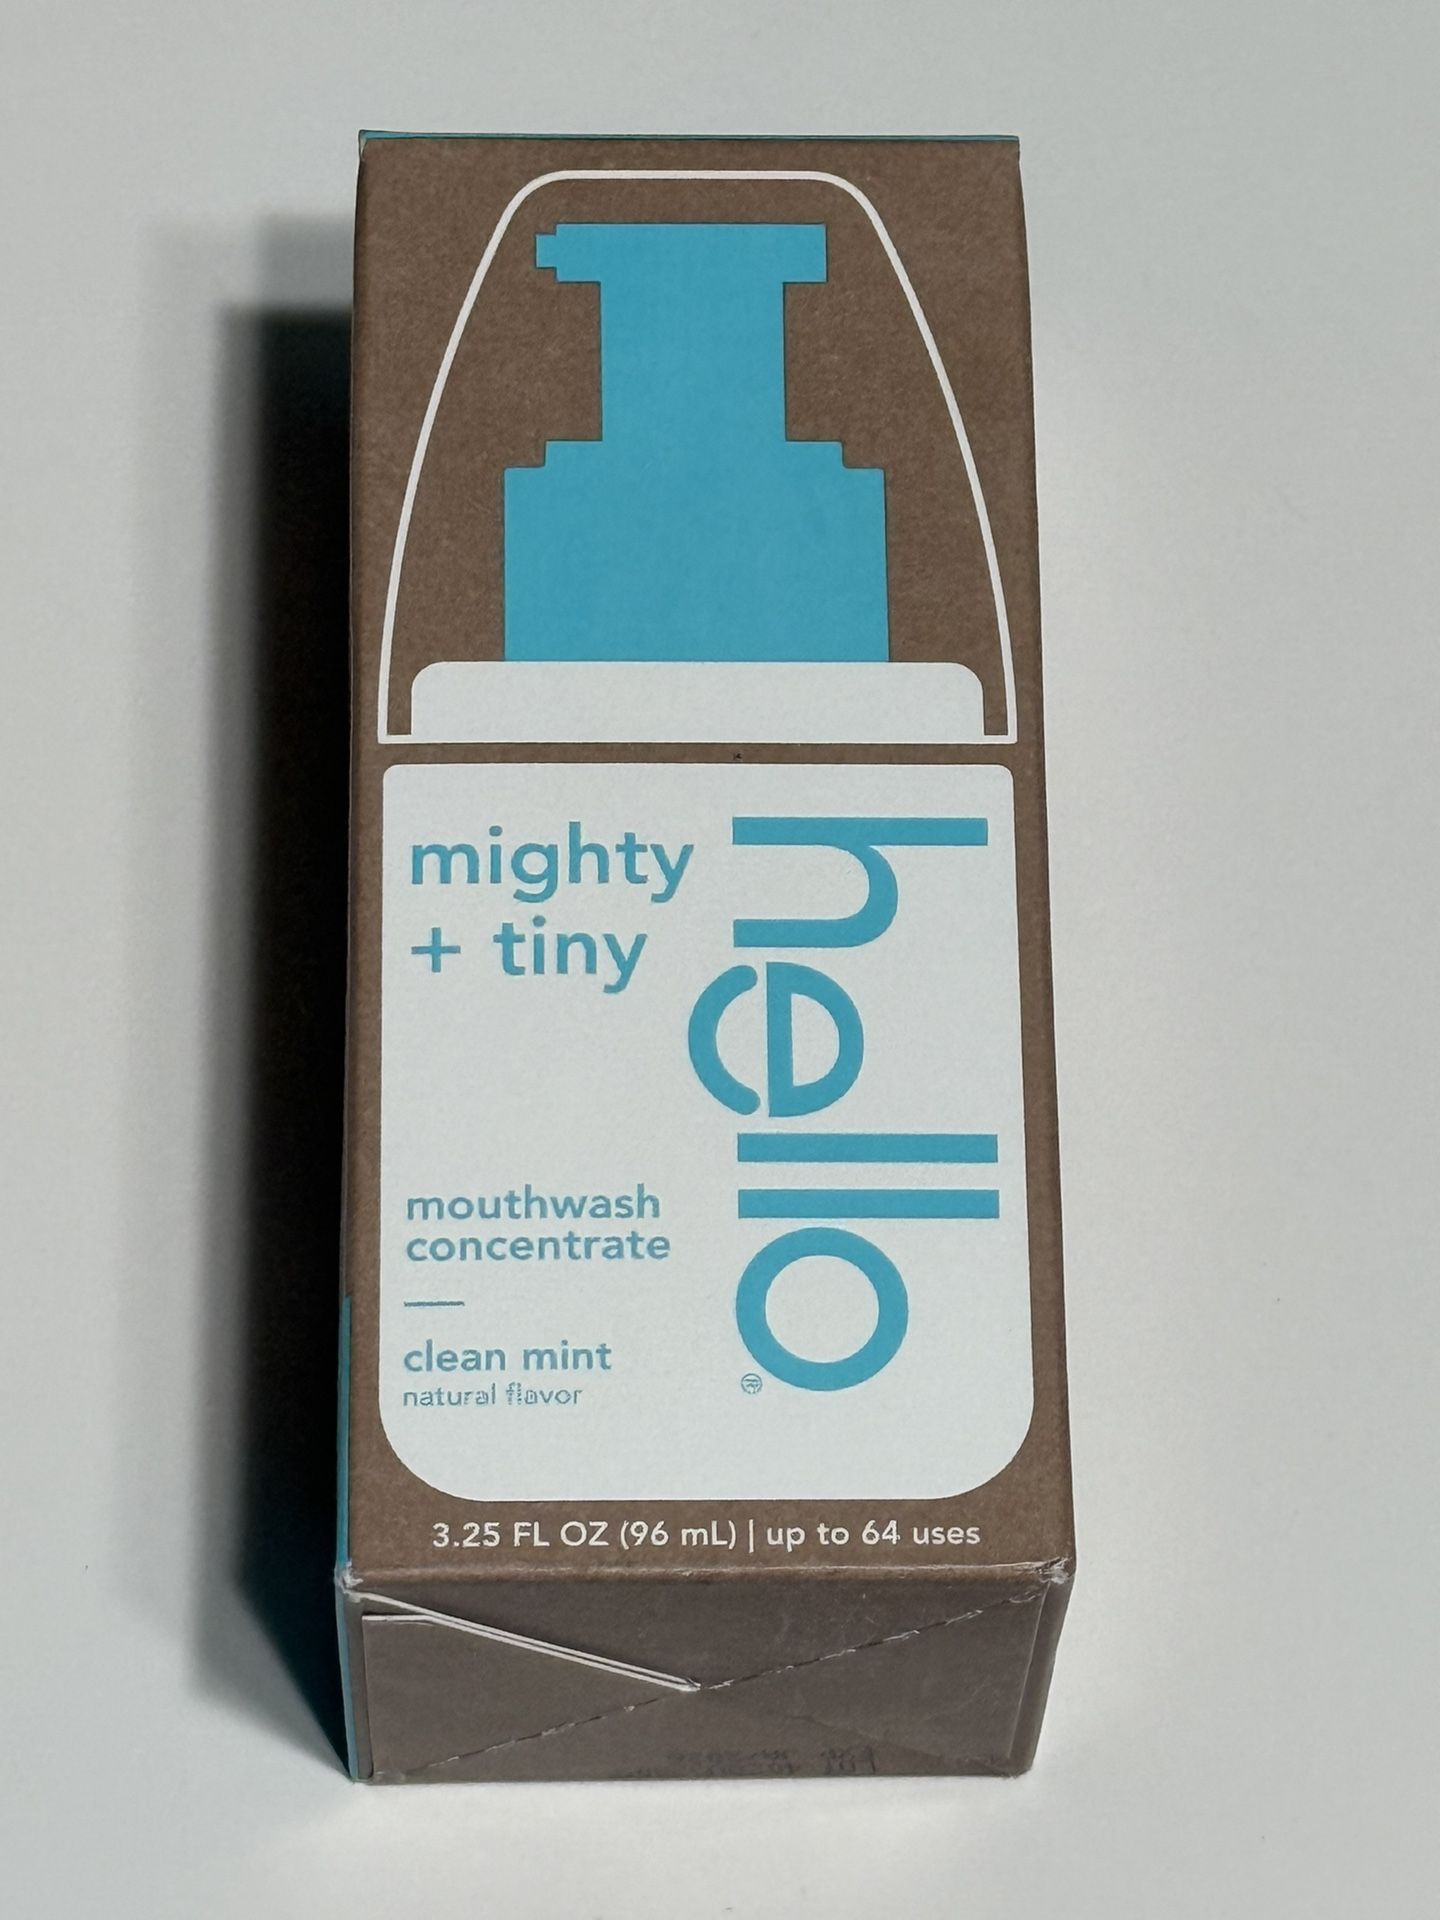 mighty
+ tiny
hello
mouthwash
concentrate
clean mint
natural flavor
3.25 FL OZ (96 mL) | up to 64 uses